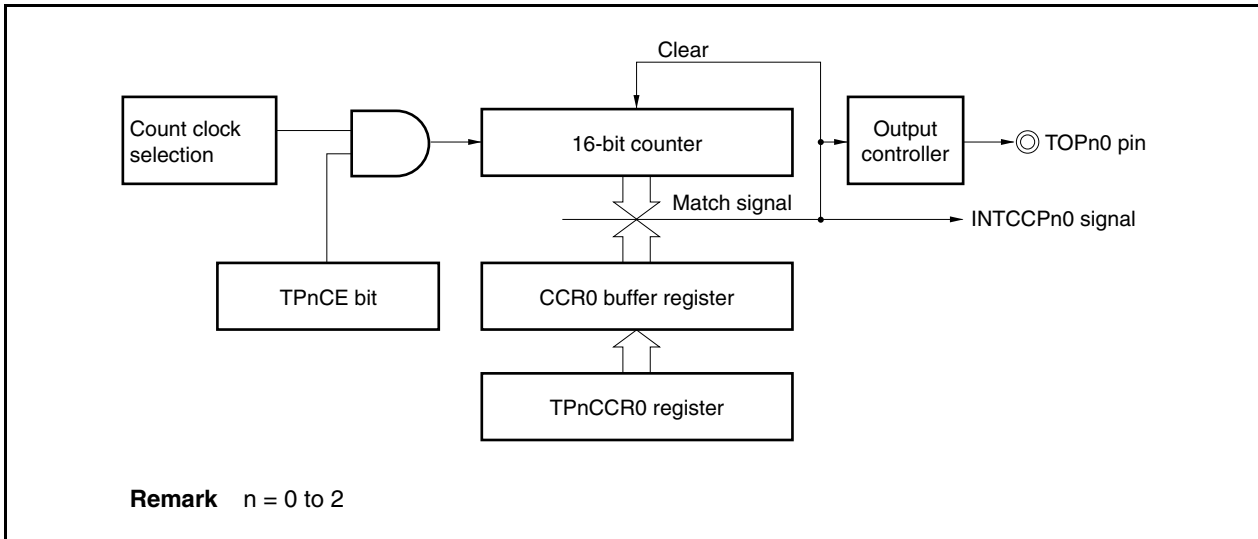 Clear
Count clock
selection
16-bit counter
Output
controller
TOPn0 pin
Match signal
INTCCPn0 signal
TPnCE bit
CCR0 buffer register
TPnCCR0 register
Remark n = 0 to 2